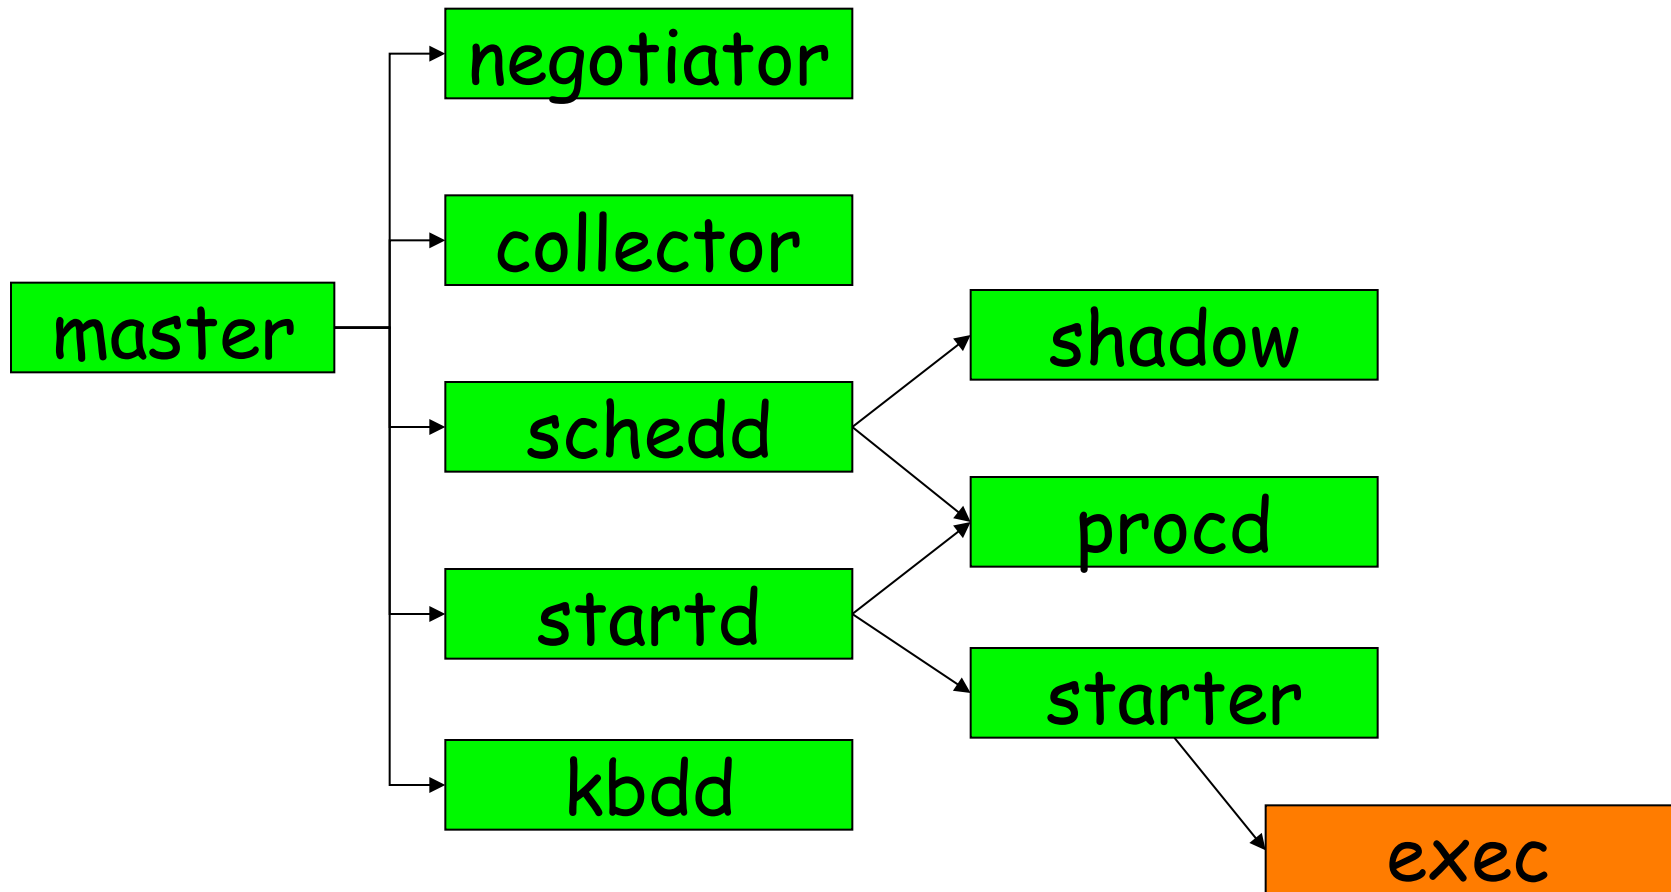 negotiator
collector
master
shadow
schedd
procd
startd
starter
kbdd
exec